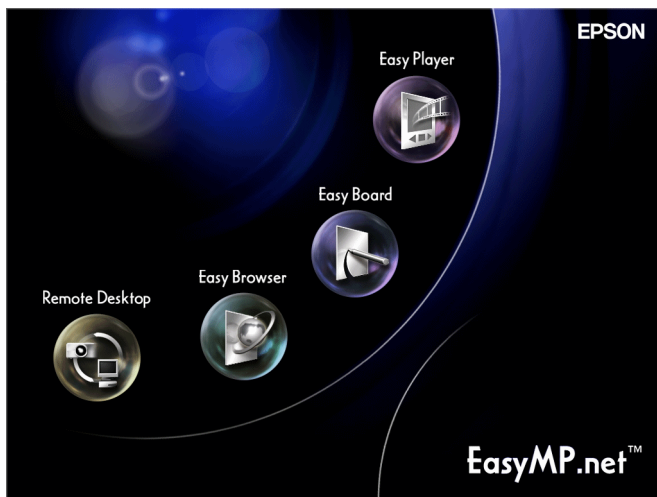 EPSON
Easy Player
Easy Board
Easy Browser
Remote Desktop
EasyMP.net™